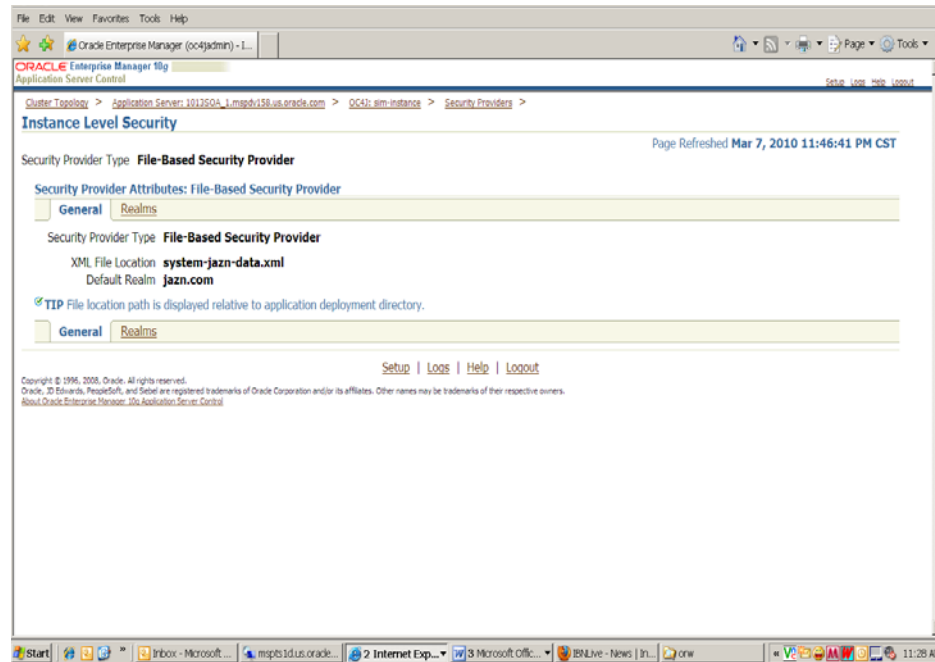 File Edit View Favorites Tools Help
Oracle Enterprise Manager (oc4jadmin) - I...
Page Tools
ORACLE Enterprise Manager 10g
Application Server Control
Setup Logs Help Logout
Cluster Topology > Application Server: 1013SOA_1.mspdv158.us.oracle.com > OC4J: sim-instance > Security Providers >
Instance Level Security
Page Refreshed Mar 7, 2010 11:46:41 PM CST
Security Provider Type File-Based Security Provider
Security Provider Attributes: File-Based Security Provider
General Realms
Security Provider Type File-Based Security Provider
XML File Location system-jazn-data.xml
Default Realm jazn.com
TIP File location path is displayed relative to application deployment directory.
General Realms
Setup | Logs | Help | Logout
Copyright © 1996, 2008, Oracle. All rights reserved.
Oracle, JD Edwards, PeopleSoft, and Siebel are registered trademarks of Oracle Corporation and/or its affiliates. Other names may be trademarks of their respective owners.
About Oracle Enterprise Manager 10g Application Server Control
Start » Inbox - Microsoft ... mspts1d.us.oracle... 2 Internet Exp... 3 Microsoft Offic... IBNLive - News | In... orw « 11:28 A